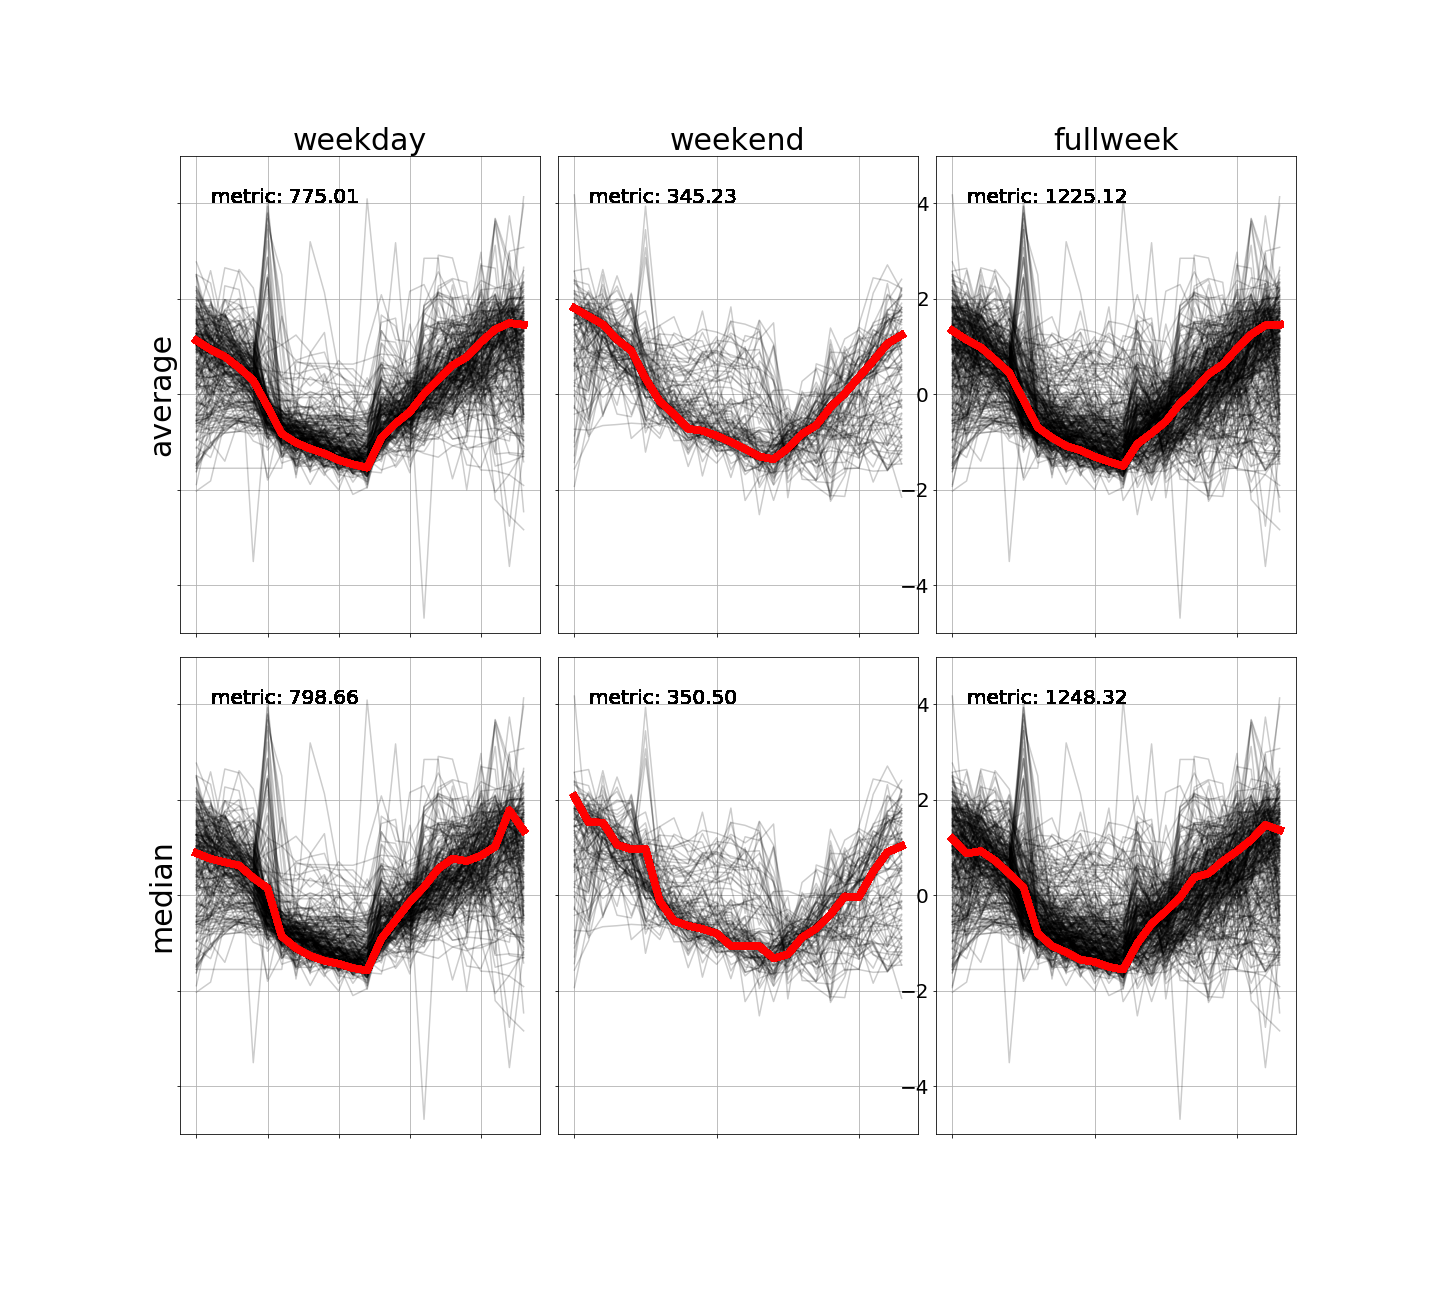 weekday weekend fullweek
metric: 775.01 metric: 345.23 metric: 1225.12
4
2
0
−2
−4
average
metric: 798.66 metric: 350.50 metric: 1248.32
4
2
0
−2
−4
median